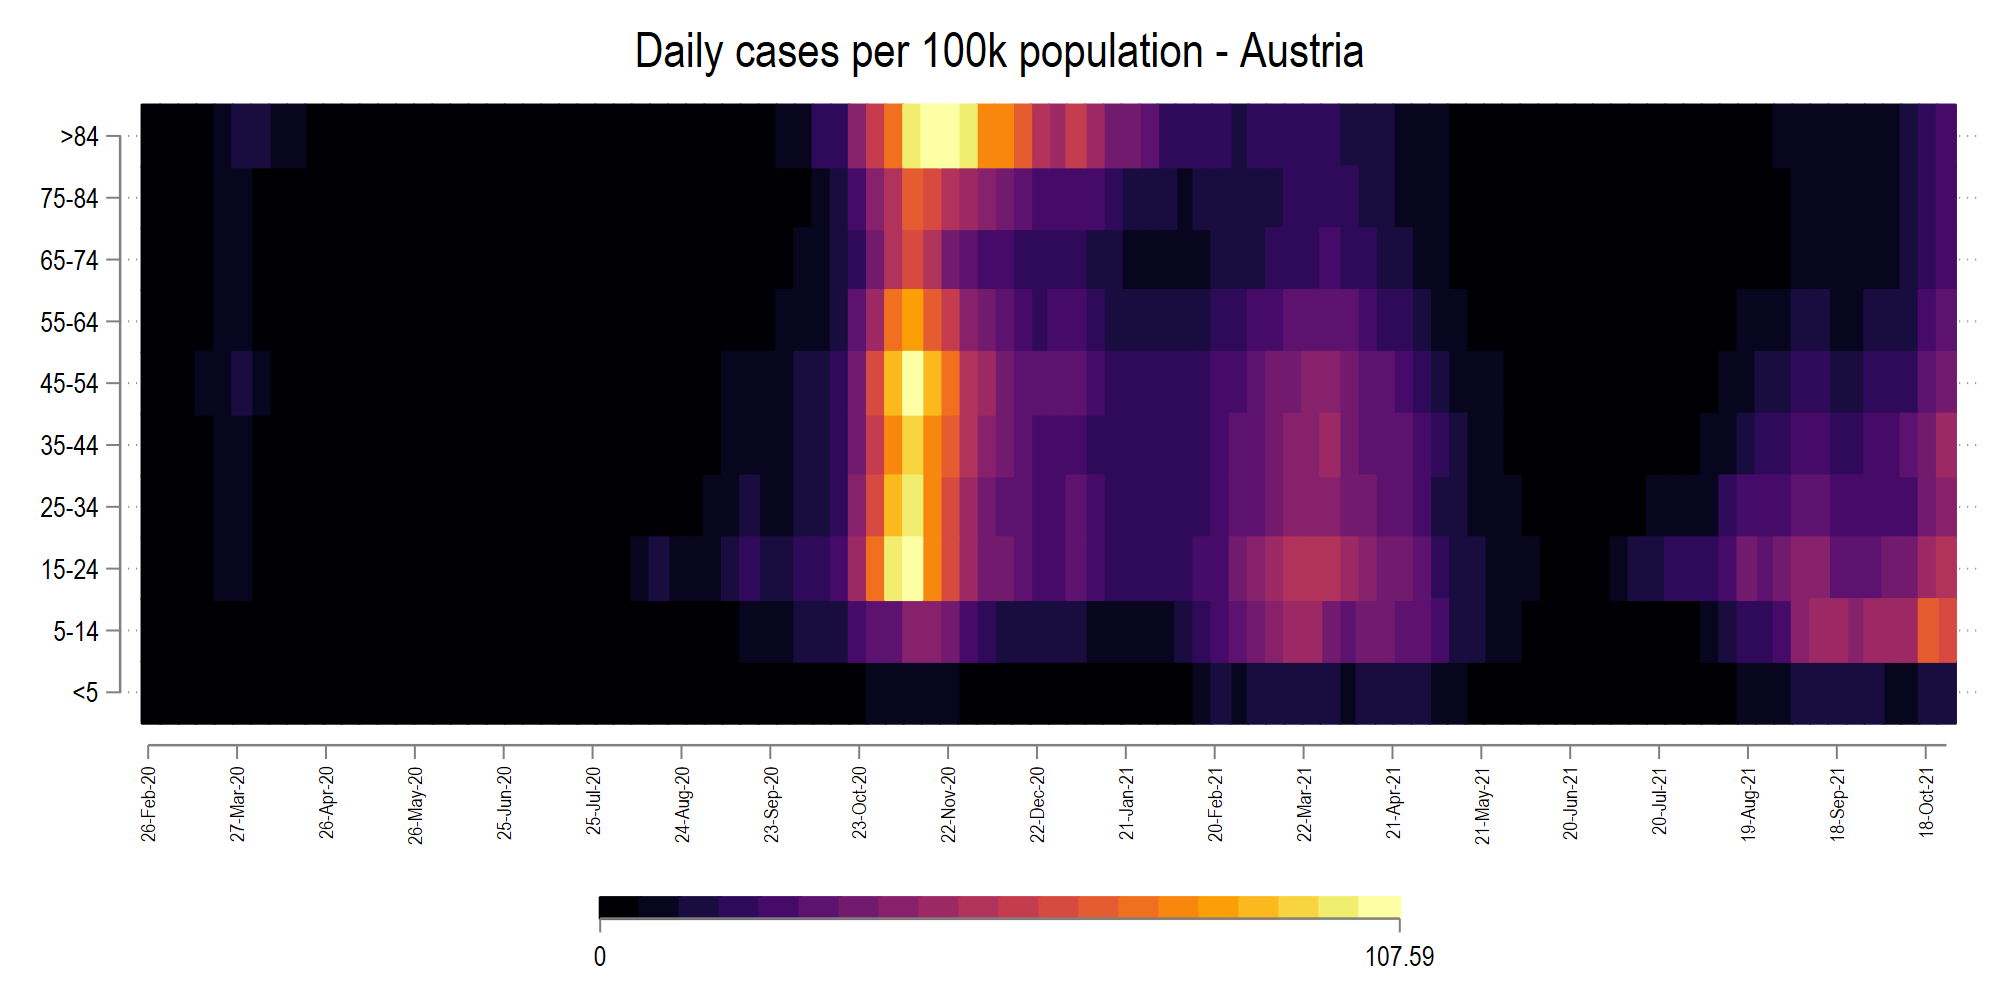 Daily cases per 100k population - Austria
>84
75-84
65-74
55-64
45-54
35-44
25-34
15-24
5-14
<5
26-Feb-20
27-Mar-20
26-Apr-20
26-May-20
25-Jun-20
25-Jul-20
24-Aug-20
23-Sep-20
23-Oct-20
22-Nov-20
22-Dec-20
21-Jan-21
20-Feb-21
22-Mar-21
21-Apr-21
21-May-21
20-Jun-21
20-Jul-21
19-Aug-21
18-Sep-21
18-Oct-21
0
107.59